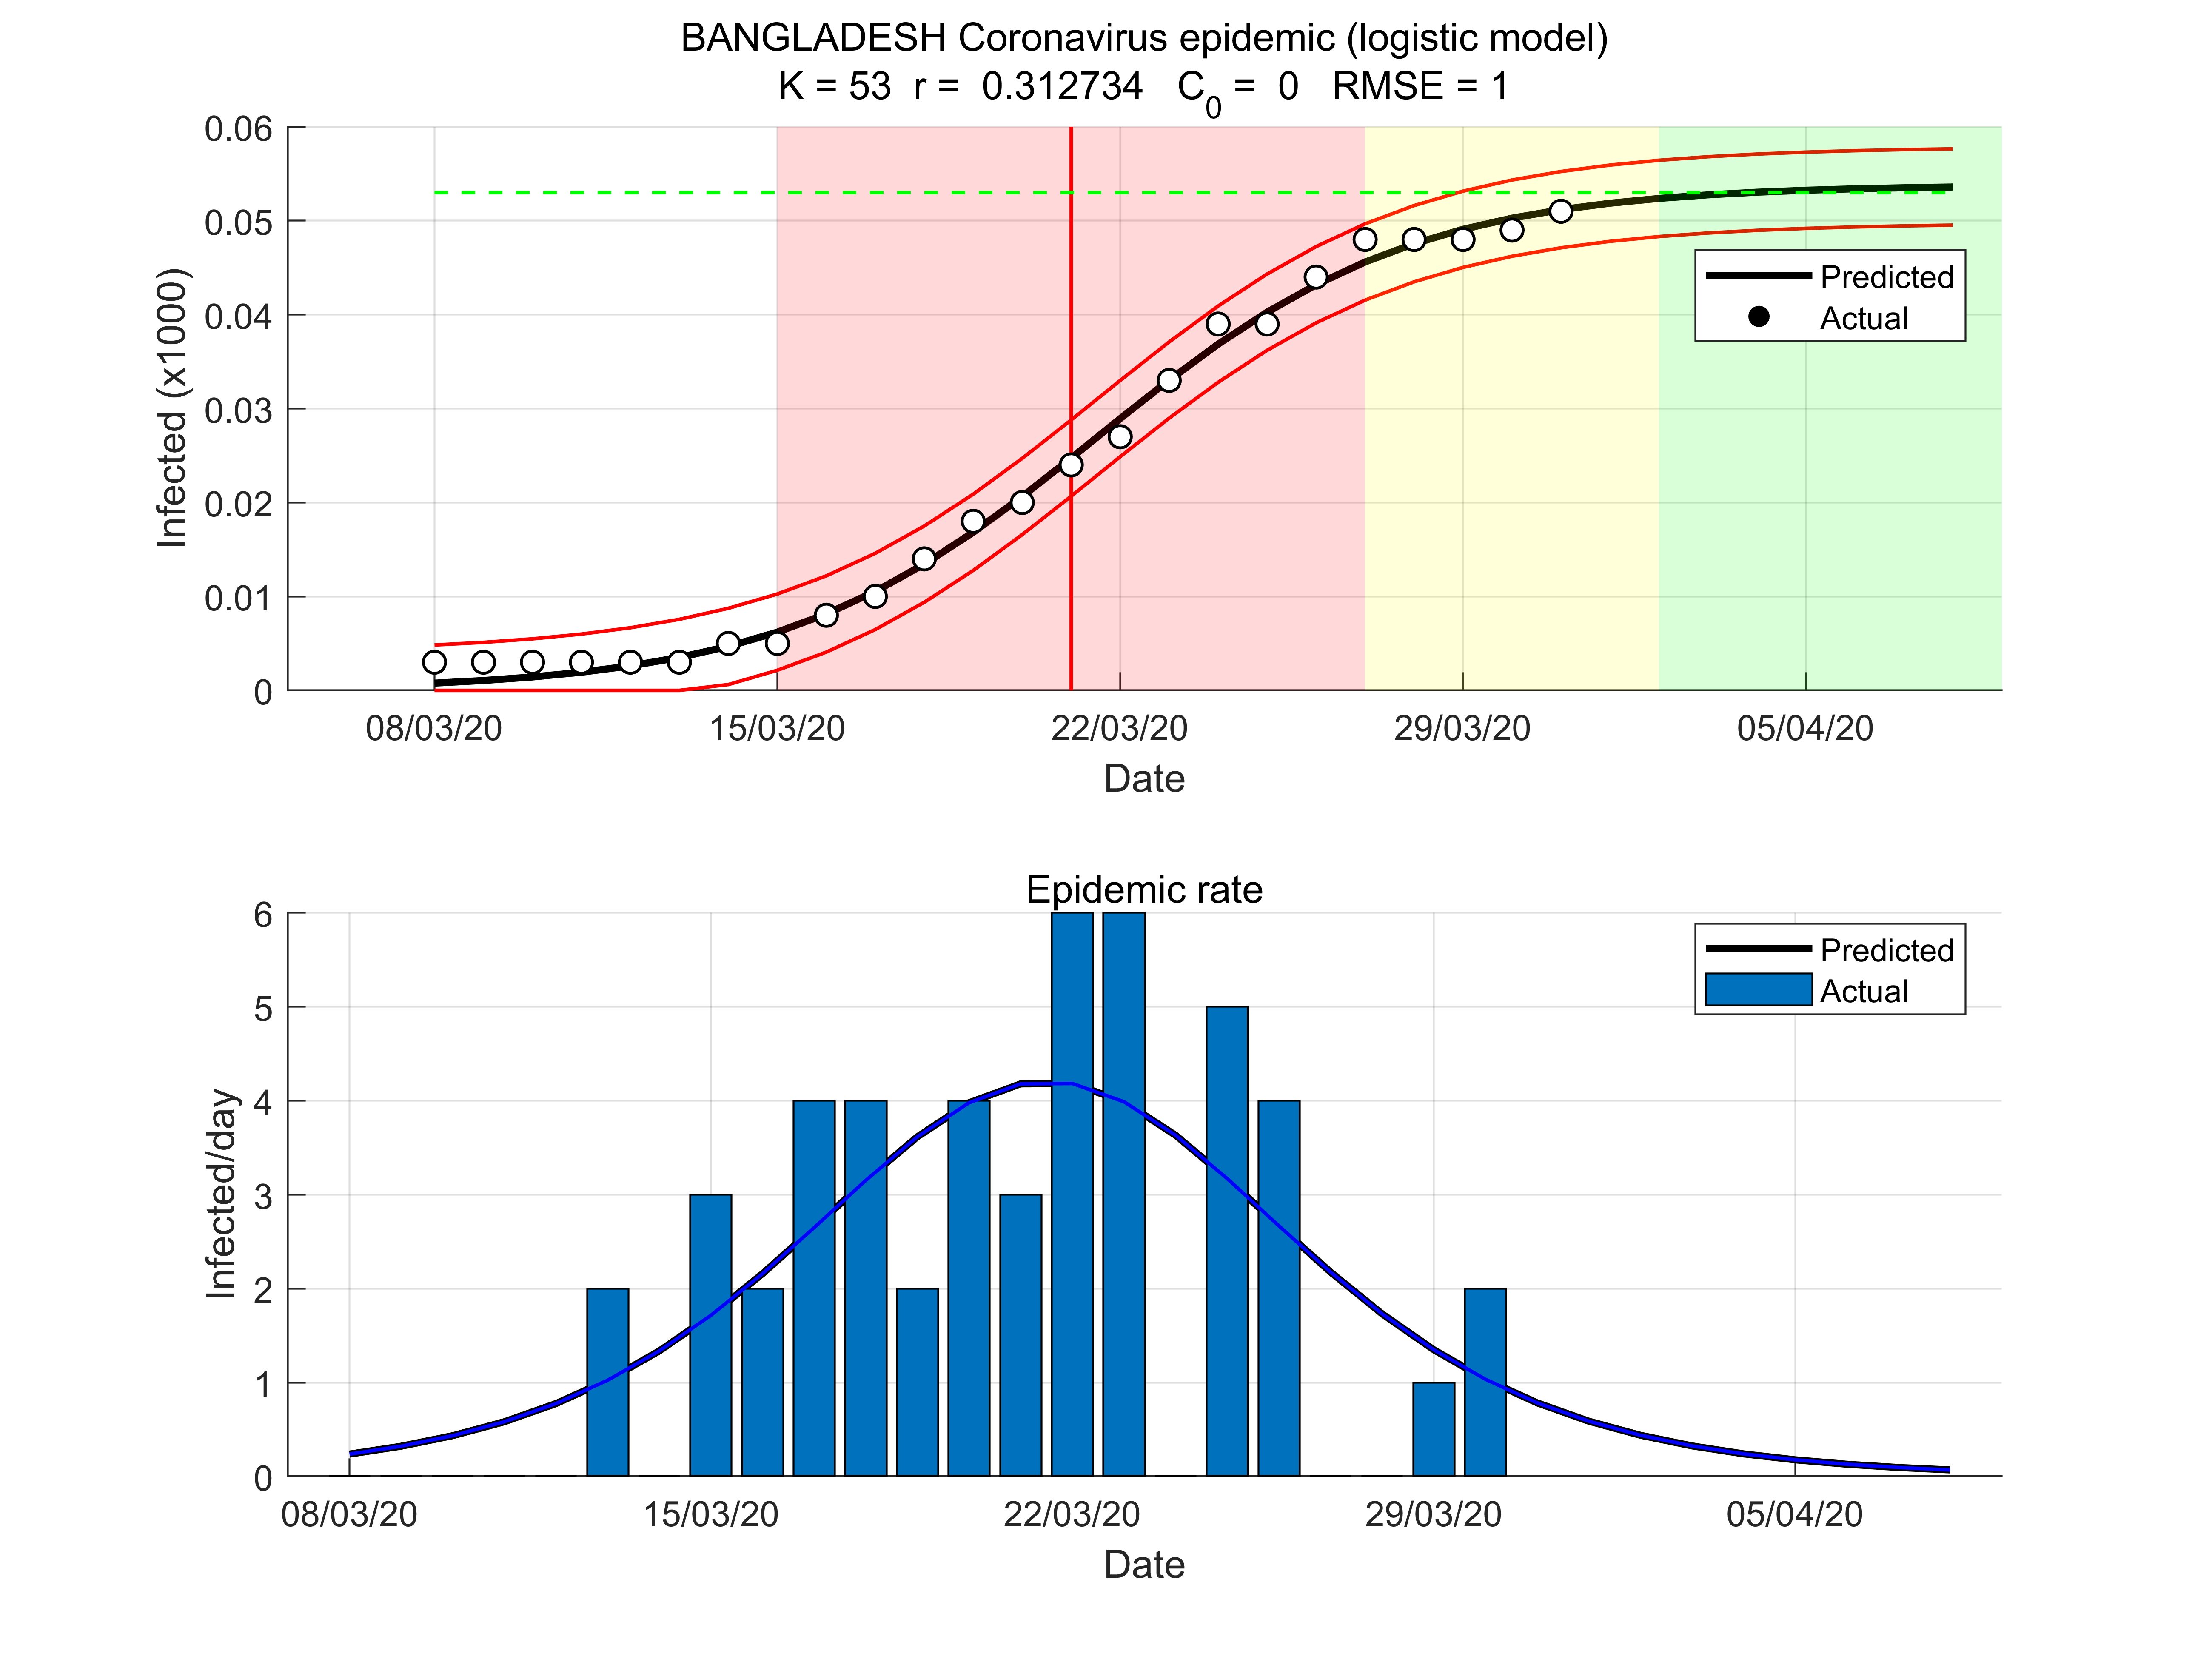 BANGLADESH Coronavirus epidemic (logistic model)
K = 53 r = 0.312734 C0 = 0 RMSE = 1
0.06
0.05
0.04
0.03
0.02
0.01
0
Infected (x1000)
Predicted
Actual
08/03/20 15/03/20 22/03/20 29/03/20 05/04/20
Date
Epidemic rate
6
5
4
3
2
1
0
Infected/day
Predicted
Actual
08/03/20 15/03/20 22/03/20 29/03/20 05/04/20
Date